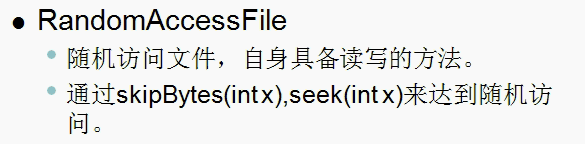 RandomAccessFile
随机访问文件，自身具备读写的方法。
通过skipBytes(int x),seek(int x)来达到随机访
问。